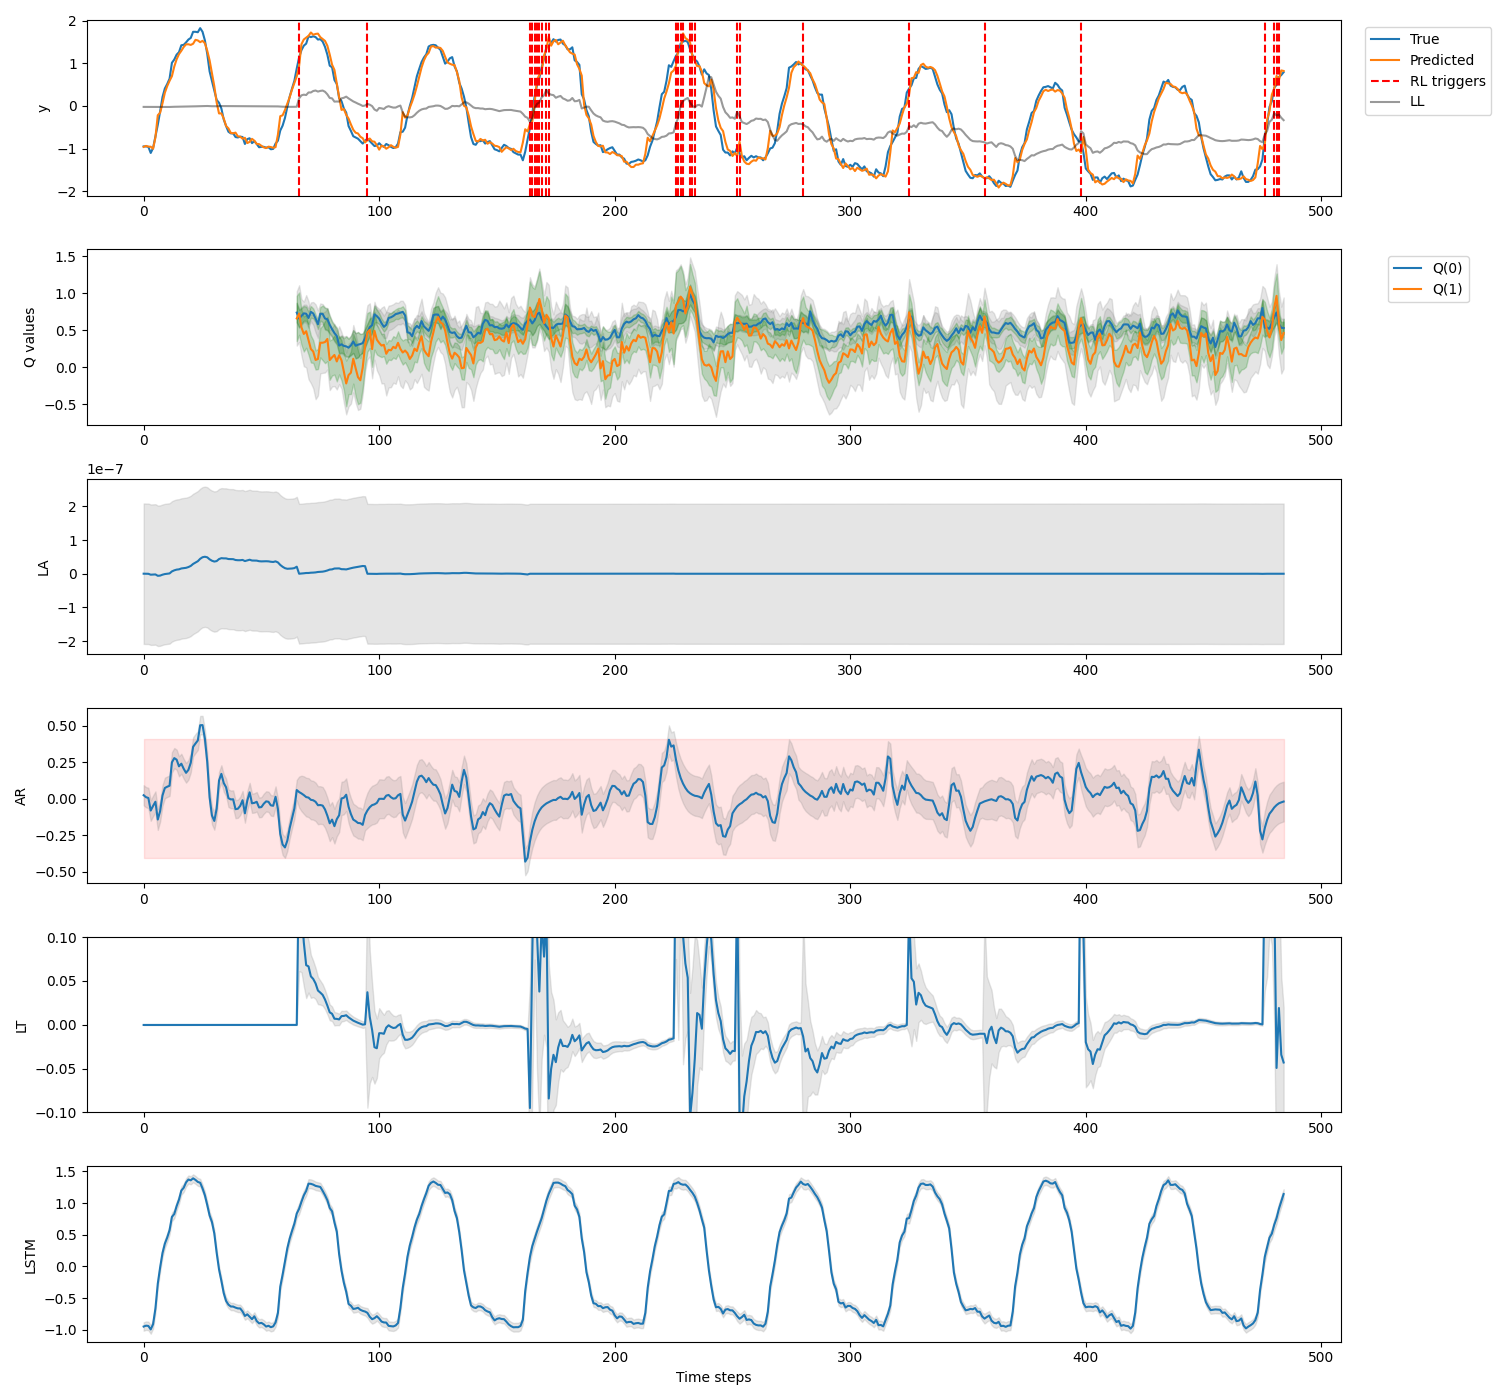 2
1
0
−1
−2
y
0 100 200 300 400 500
True
Predicted
RL triggers
LL
1.5
1.0
0.5
0.0
−0.5
Q values
0 100 200 300 400 500
Q(0)
Q(1)
1e−7
2
1
0
−1
−2
LA
0 100 200 300 400 500
0.50
0.25
0.00
−0.25
−0.50
AR
0 100 200 300 400 500
0.10
0.05
0.00
−0.05
−0.10
LT
0 100 200 300 400 500
1.5
1.0
0.5
0.0
−0.5
−1.0
LSTM
0 100 200 300 400 500
Time steps